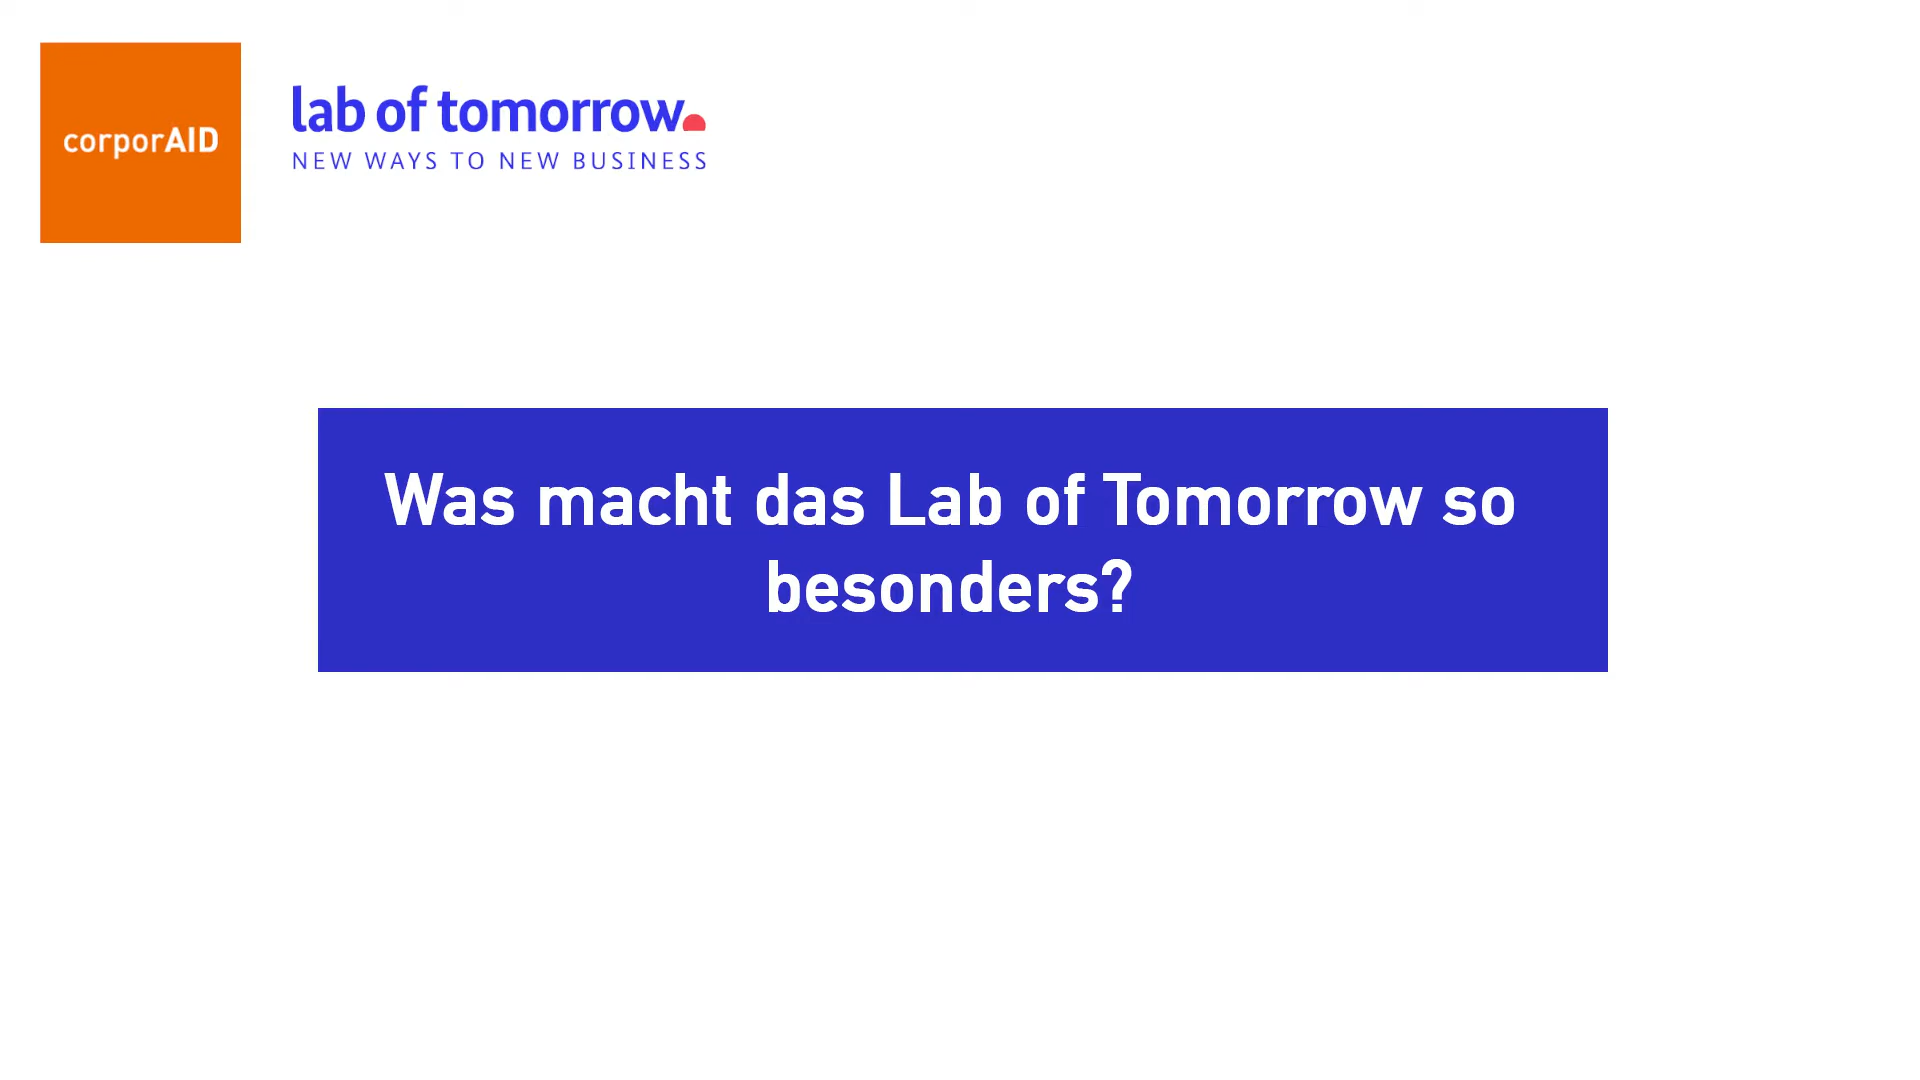 corporAID
lab of tomorrow
NEW WAYS TO NEW BUSINESS
Was macht das Lab of Tomorrow so
besonders?